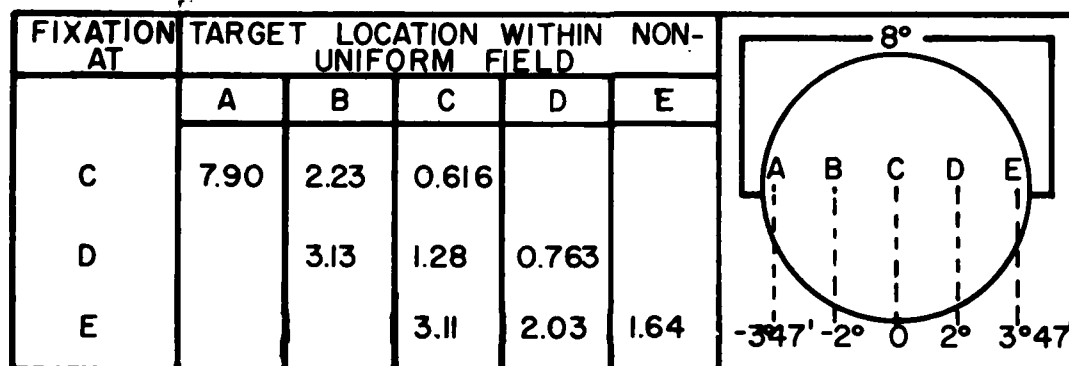 FIXATION AT TARGET LOCATION WITHIN NON-UNIFORM FIELD
A B C D E
C 7.90 2.23 0.616
D 3.13 1.28 0.763
E 3.11 2.03 1.64
8°
A B C D E
-3°47' -2° 0 2° 3°47'